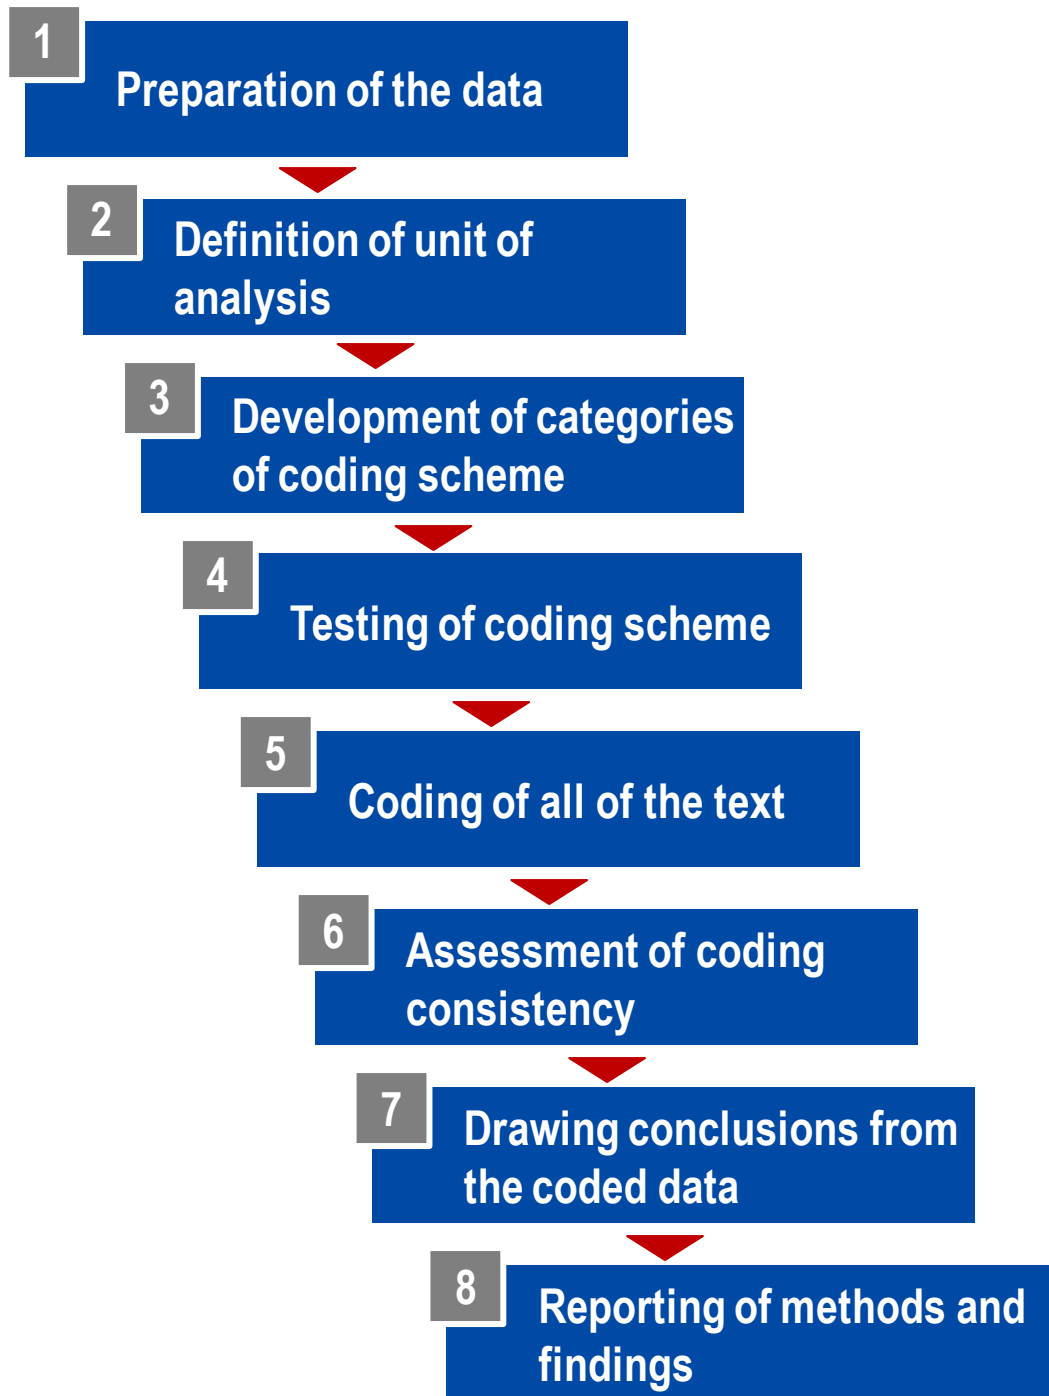 1
Preparation of the data
2
Definition of unit of
analysis
3
Development of categories
of coding scheme
4
Testing of coding scheme
5
Coding of all of the text
6
Assessment of coding
consistency
7
Drawing conclusions from
the coded data
8
Reporting of methods and
findings